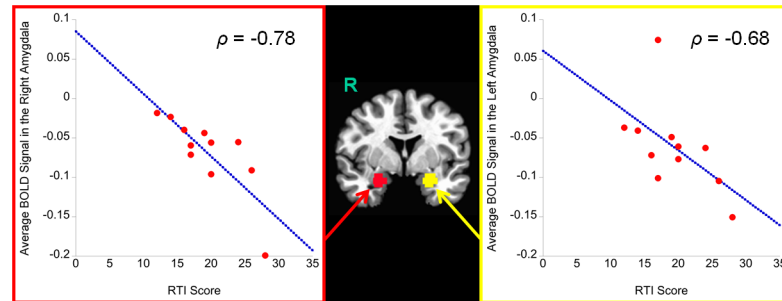 ρ = -0.78
Average BOLD Signal in the Right Amygdala
0.1
0.05
0
-0.05
-0.1
-0.15
-0.2
0 5 10 15 20 25 30 35
RTI Score
R
ρ = -0.68
Average BOLD Signal in the Left Amygdala
0.1
0.05
0
-0.05
-0.1
-0.15
-0.2
0 5 10 15 20 25 30 35
RTI Score